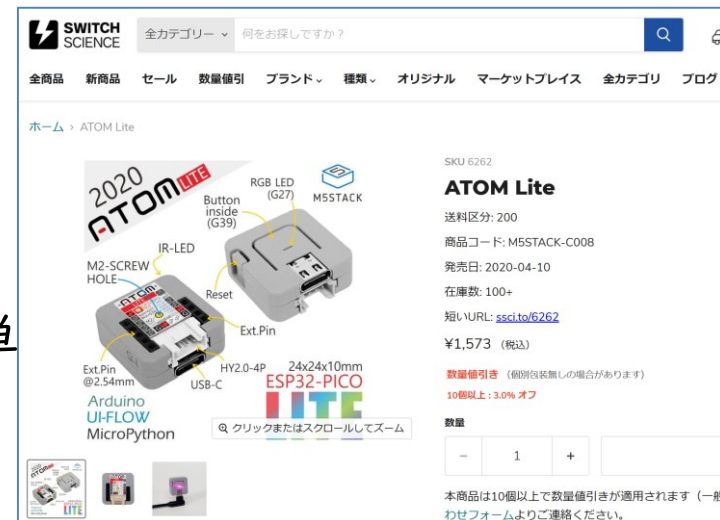 SWITCH
SCIENCE
全カテゴリー
何をお探しですか?
全商品 新商品 セール 数量値引 ブランド 種類 オリジナル マーケットプレイス 全カテゴリ ブログ
ホーム › ATOM Lite
2020
ATOM LITE
RGB LED
(G27)
M5STACK
Button
inside
(G39)
IR-LED
M2-SCREW
HOLE
Reset
Ext.Pin
Ext.Pin
@2.54mm
HY2.0-4P
USB-C
24x24x10mm
ESP32-PICO
LITE
Arduino
UI-FLOW
MicroPython
クリックまたはスクロールしてズーム
SKU 6262
ATOM Lite
送料区分: 200
商品コード: M5STACK-C008
発売日: 2020-04-10
在庫数: 100+
短いURL: ssci.to/6262
¥1,573 (税込)
数量値引き (個別包装無しの場合があります)
10個以上 : 3.0% オフ
数量
− 1 +
本商品は10個以上で数量値引きが適用されます(一般
わせフォームよりご連絡ください。